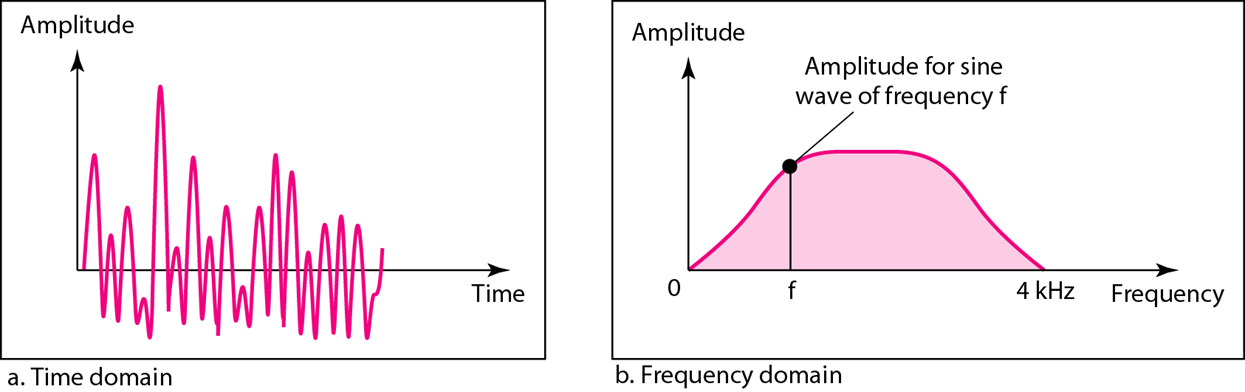 Amplitude
Time
a. Time domain
Amplitude
Amplitude for sine
wave of frequency f
0
f
4 kHz
Frequency
b. Frequency domain